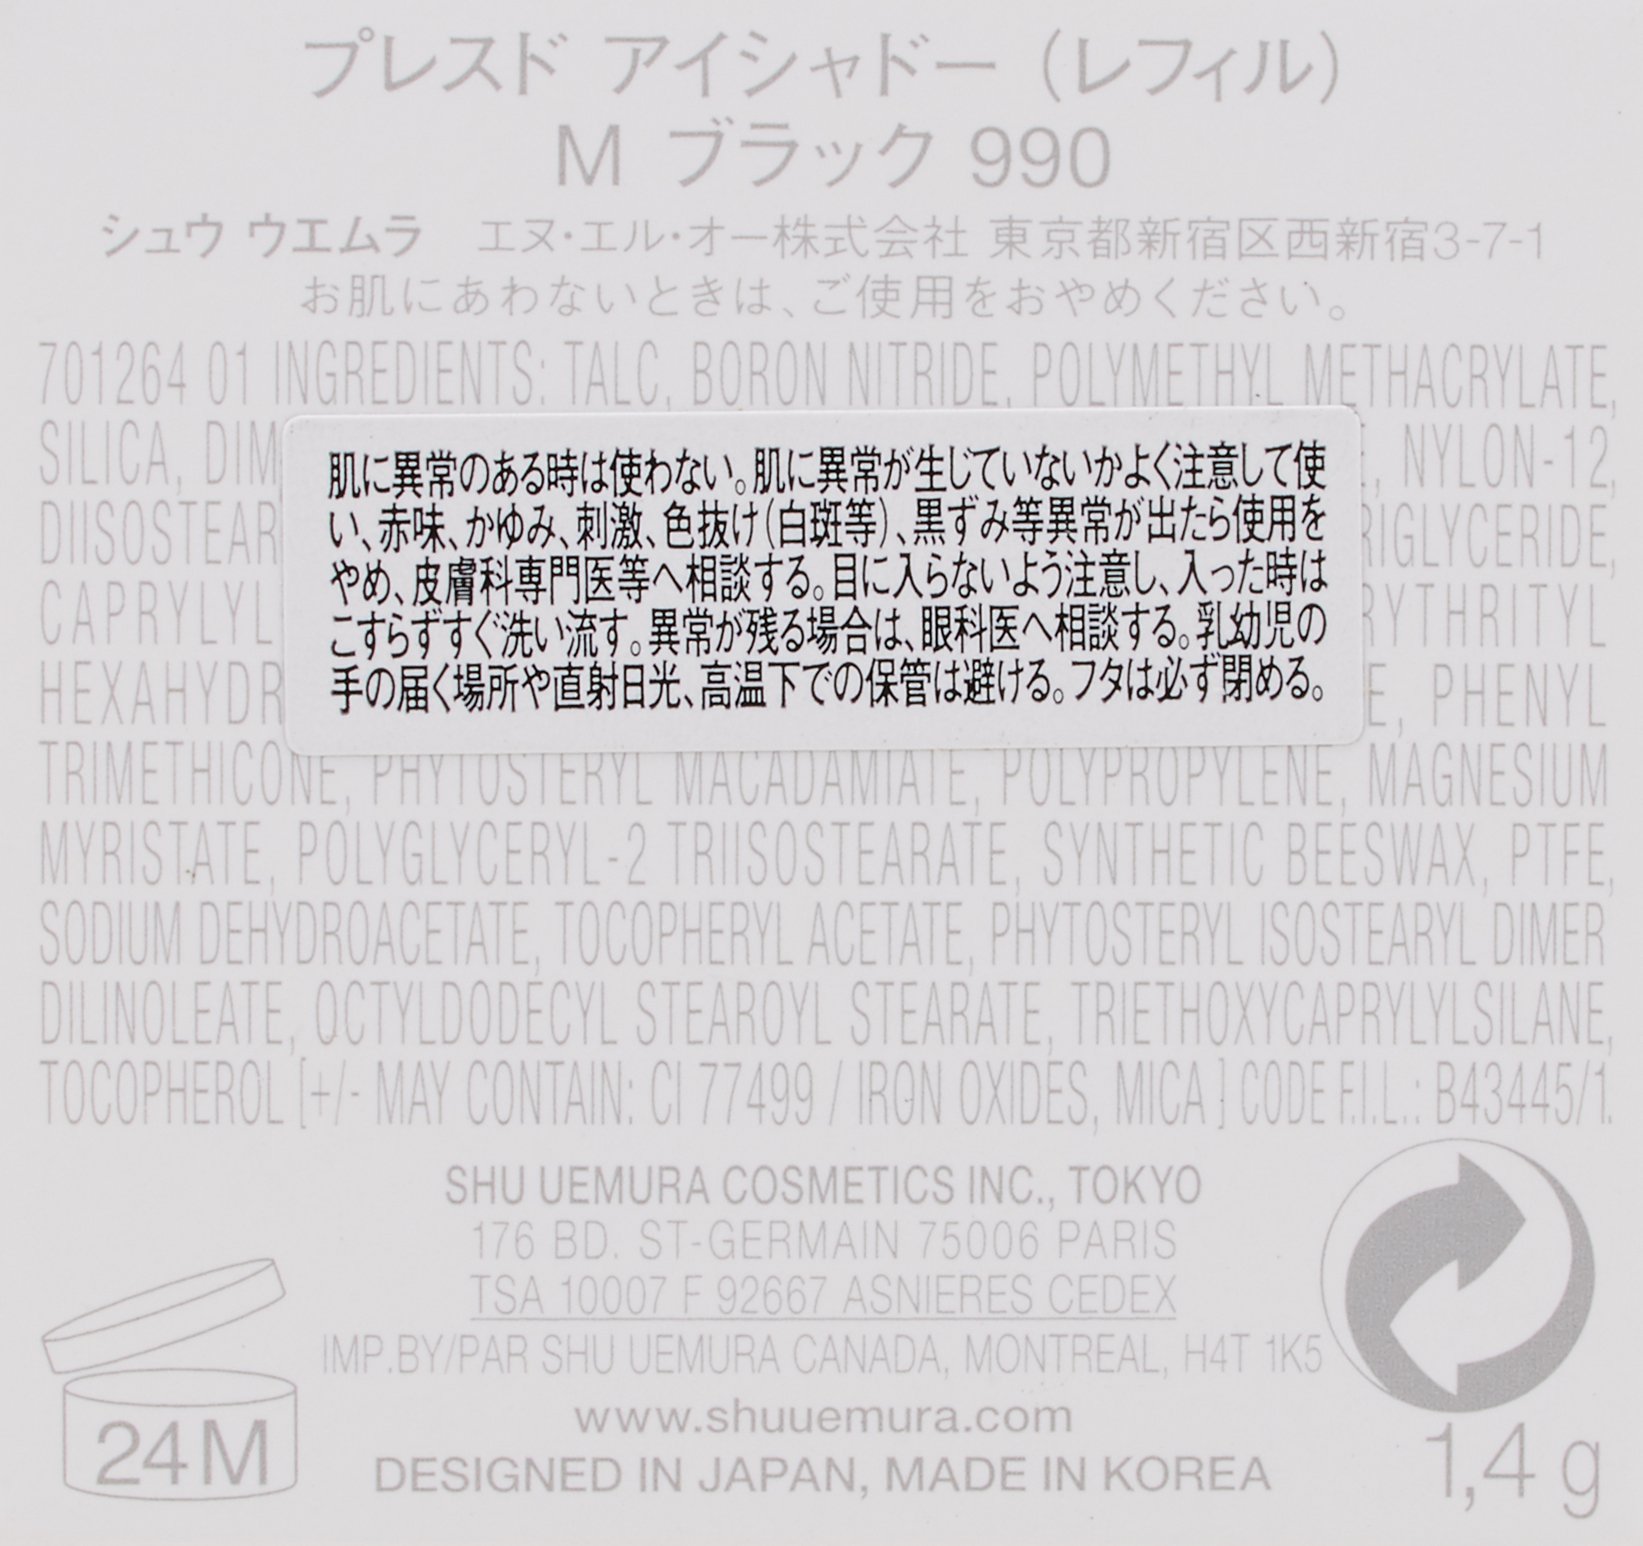 プレスド アイシャドー（レフィル）
M ブラック 990
シュウ ウエムラ エヌ・エル・オー株式会社 東京都新宿区西新宿3-7-1
お肌にあわないときは、ご使用をおやめください。
701264 01 INGREDIENTS: TALC, BORON NITRIDE, POLYMETHYL METHACRYLATE,
SILICA, NYLON-12,
肌に異常のある時は使わない。肌に異常が生じていないかよく注意して使
い、赤味、かゆみ、刺激、色抜け（白斑等）、黒ずみ等異常が出たら使用を
やめ、皮膚科専門医等へ相談する。目に入らないよう注意し、入った時は
こすらずすぐ洗い流す。異常が残る場合は、眼科医へ相談する。乳幼児の
手の届く場所や直射日光、高温下での保管は避ける。フタは必ず閉める。
PHENYL
TRIMETHICONE, PHYTOSTERYL MACADAMIATE, POLYPROPYLENE, MAGNESIUM
MYRISTATE, POLYGLYCERYL-2 TRIISOSTEARATE, SYNTHETIC BEESWAX, PTFE,
SODIUM DEHYDROACETATE, TOCOPHERYL ACETATE, PHYTOSTERYL ISOSTEARYL DIMER
DILINOLEATE, OCTYLDODECYL STEAROYL STEARATE, TRIETHOXYCAPRYLYLSILANE,
TOCOPHEROL [+/- MAY CONTAIN: CI 77499 / IRON OXIDES, MICA ] CODE F.I.L.: B43445/1.
SHU UEMURA COSMETICS INC., TOKYO
176 BD. ST-GERMAIN 75006 PARIS
TSA 10007 F 92667 ASNIERES CEDEX
IMP.BY/PAR SHU UEMURA CANADA, MONTREAL, H4T 1K5
www.shuuemura.com
DESIGNED IN JAPAN, MADE IN KOREA
24M
1,4 g